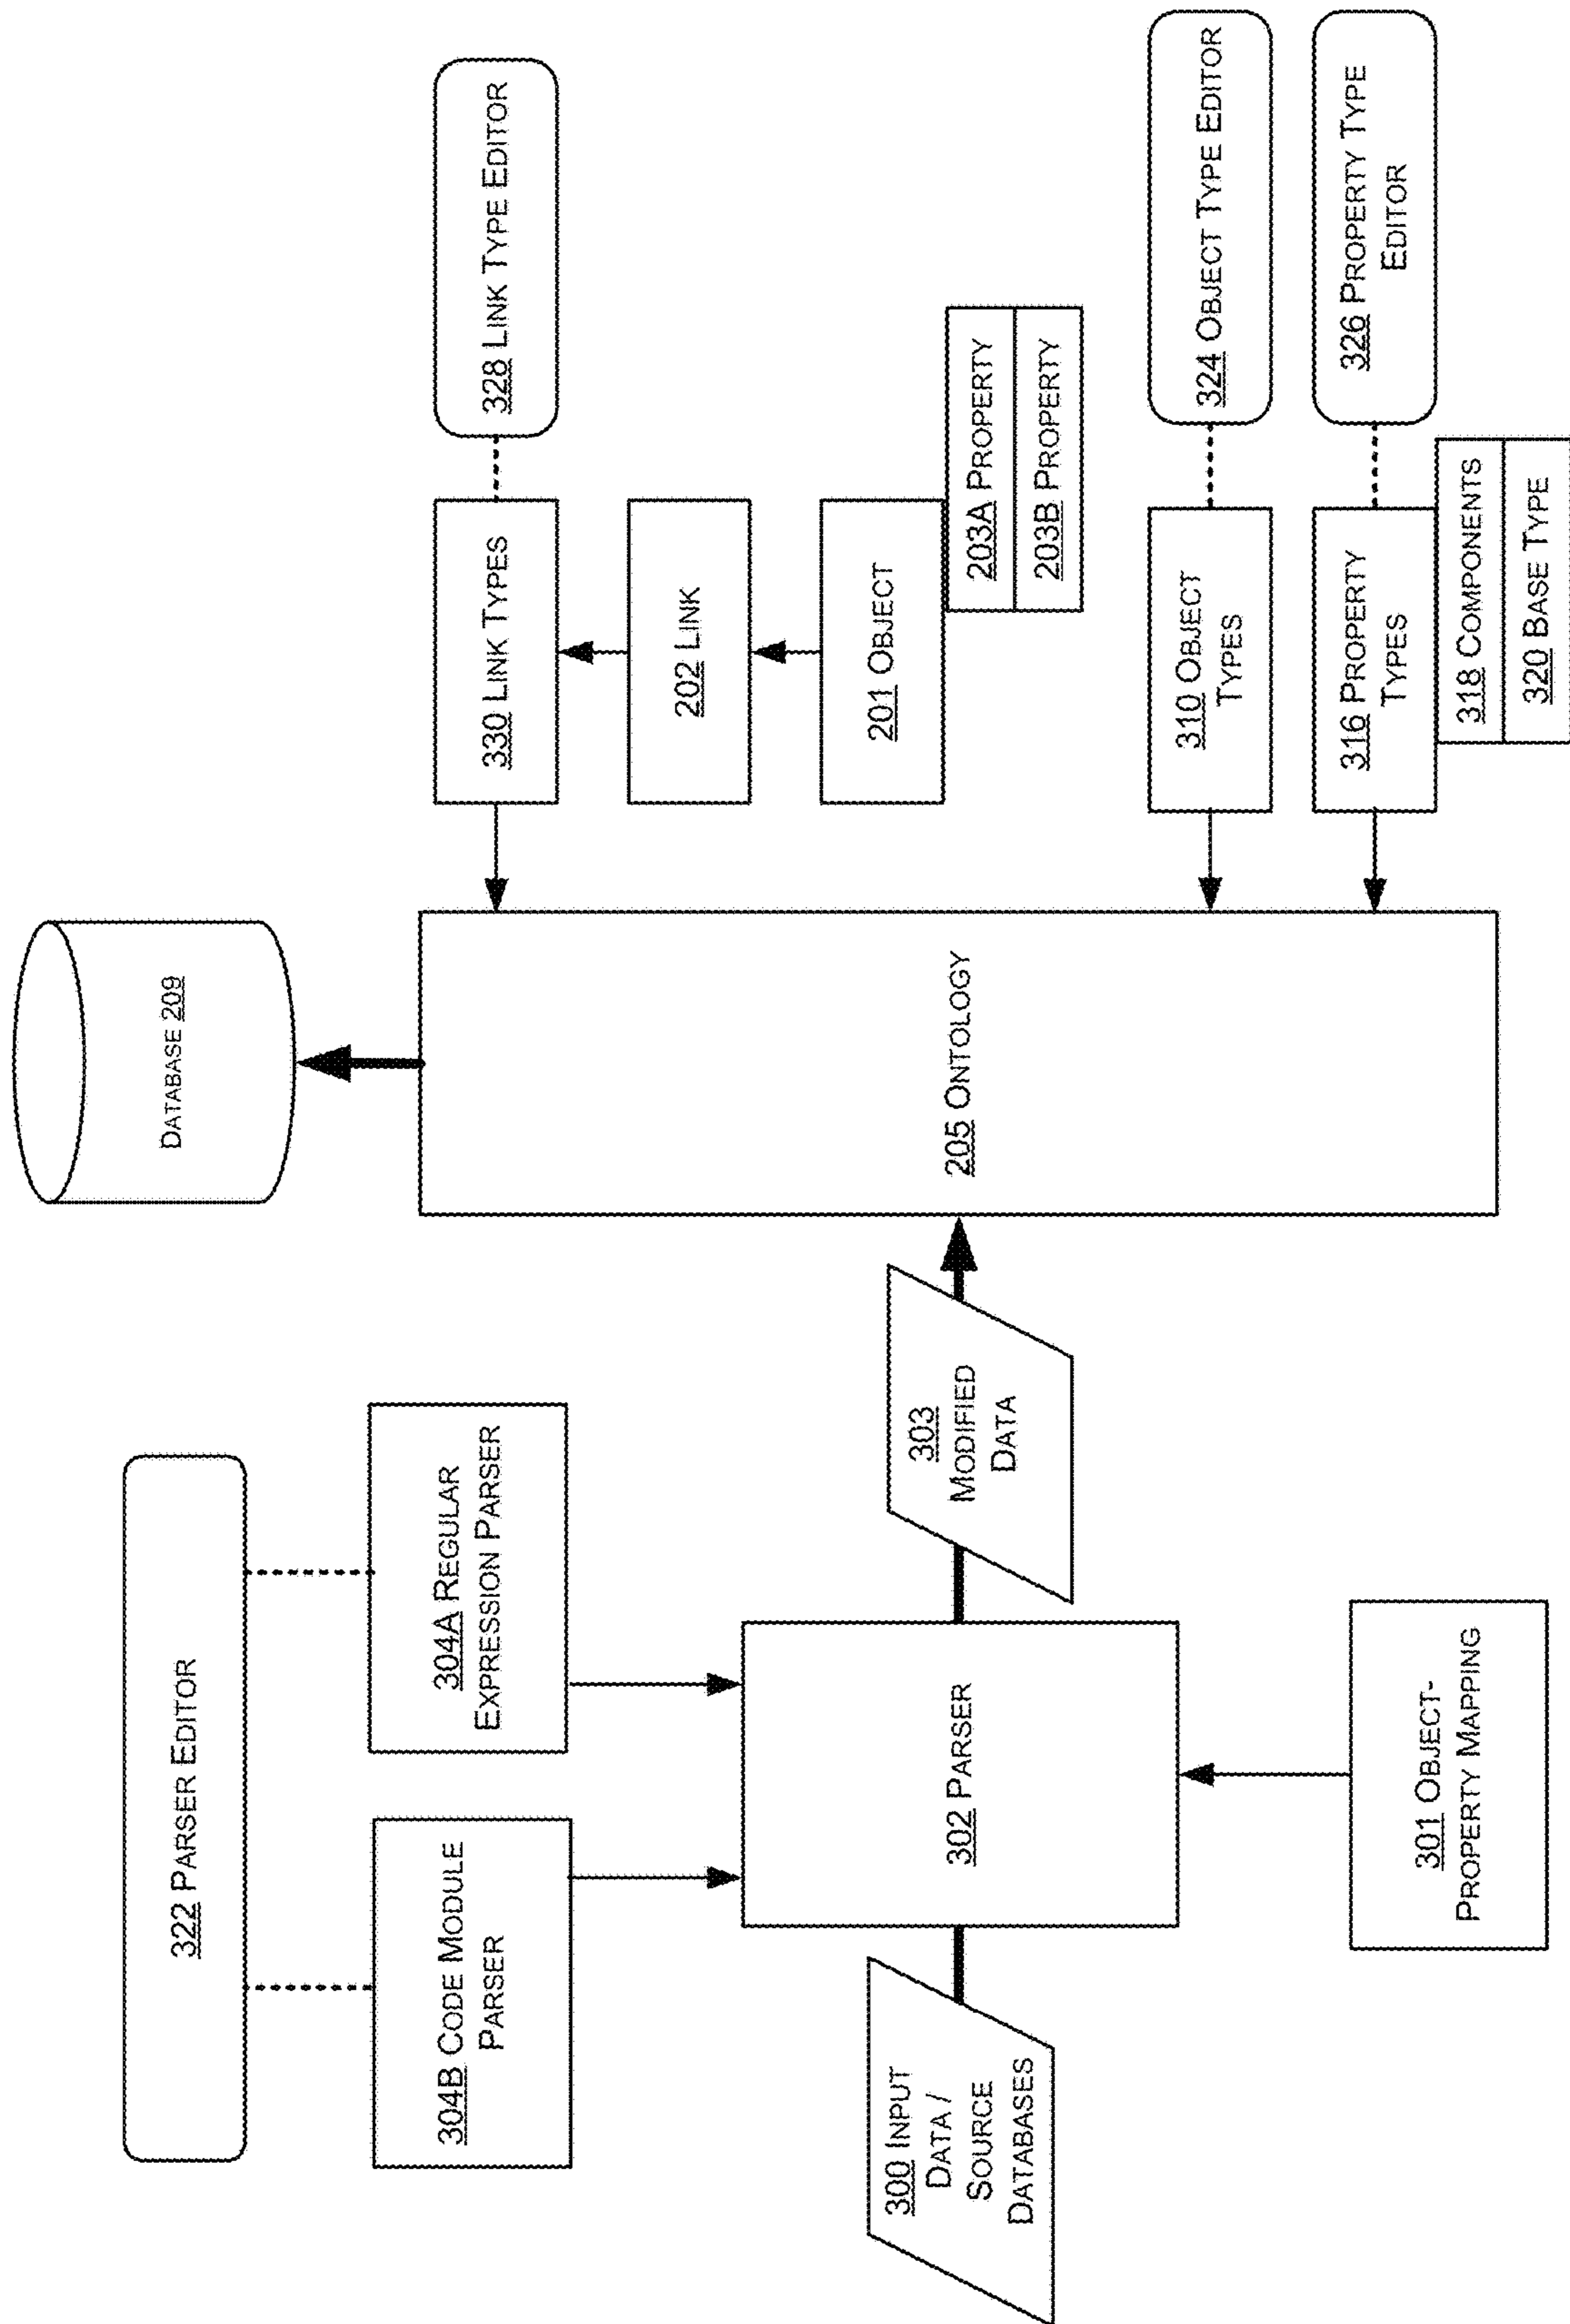 322 PARSER EDITOR
304B CODE MODULE
PARSER
304A REGULAR
EXPRESSION PARSER
300 INPUT
DATA /
SOURCE
DATABASES
302 PARSER
303
MODIFIED
DATA
301 OBJECT-
PROPERTY MAPPING
DATABASE 209
205 ONTOLOGY
330 LINK TYPES
328 LINK TYPE EDITOR
202 LINK
201 OBJECT
203A PROPERTY
203B PROPERTY
310 OBJECT
TYPES
324 OBJECT TYPE EDITOR
316 PROPERTY
TYPES
326 PROPERTY TYPE
EDITOR
318 COMPONENTS
320 BASE TYPE